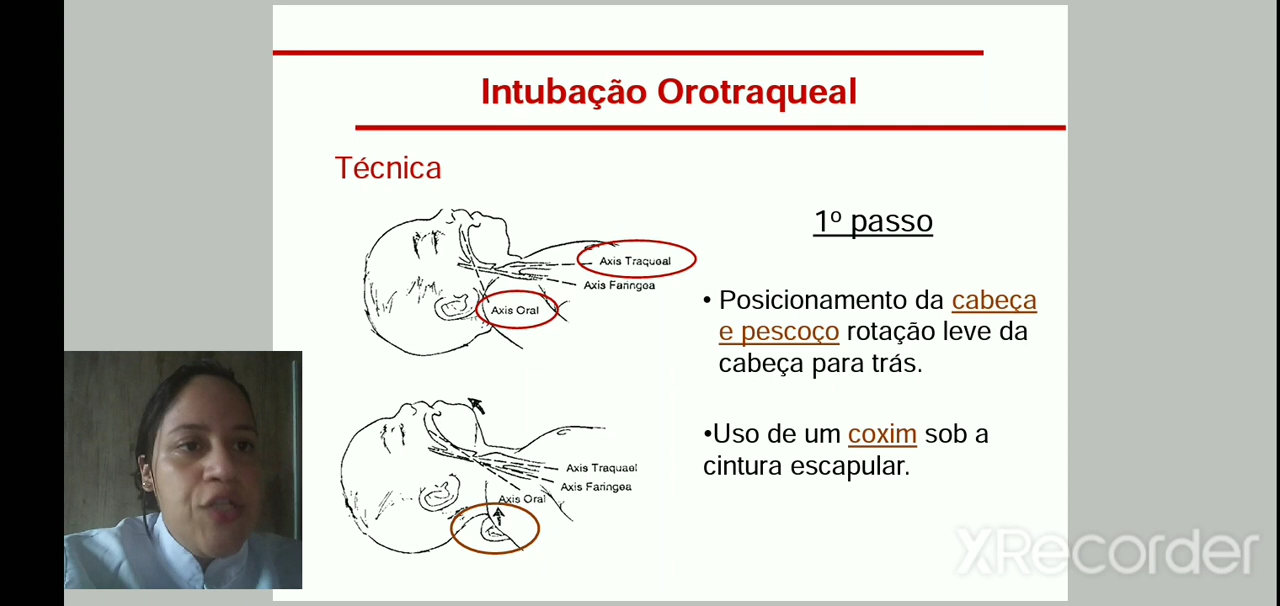 Intubação Orotraqueal
Técnica
1º passo
Axis Traqueal
Axis Faringea
Axis Oral
• Posicionamento da cabeça
e pescoço rotação leve da
cabeça para trás.
•Uso de um coxim sob a
cintura escapular.
Axis Traquael
Axis Faringea
Axis Oral
XRecorder